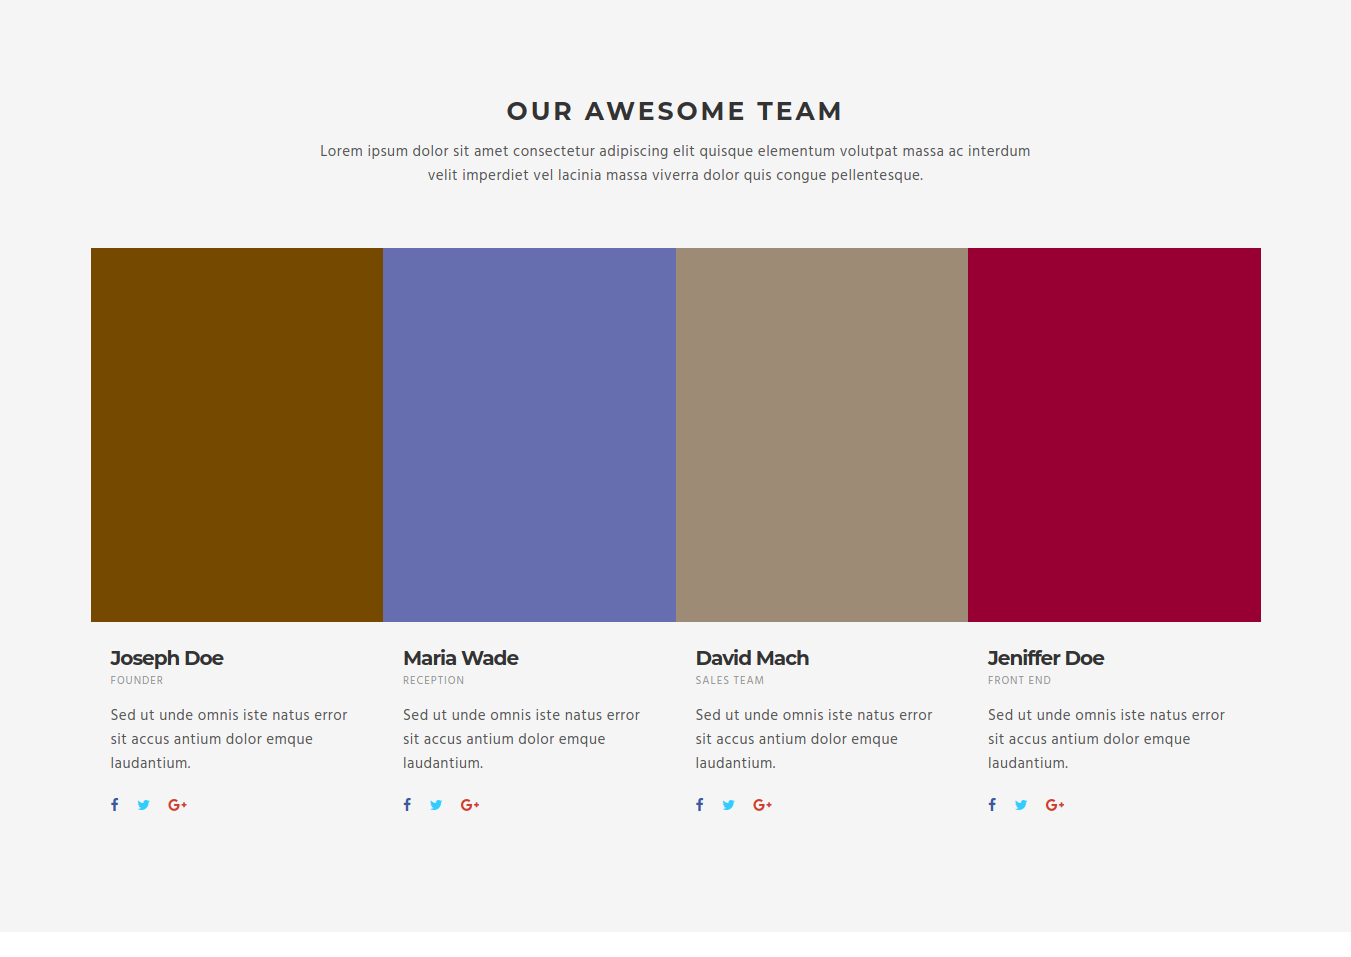 OUR AWESOME TEAM
Lorem ipsum dolor sit amet consectetur adipiscing elit quisque elementum volutpat massa ac interdum
velit imperdiet vel lacinia massa viverra dolor quis congue pellentesque.
Joseph Doe
FOUNDER
Sed ut unde omnis iste natus error
sit accus antium dolor emque
laudantium.
Maria Wade
RECEPTION
Sed ut unde omnis iste natus error
sit accus antium dolor emque
laudantium.
David Mach
SALES TEAM
Sed ut unde omnis iste natus error
sit accus antium dolor emque
laudantium.
Jeniffer Doe
FRONT END
Sed ut unde omnis iste natus error
sit accus antium dolor emque
laudantium.